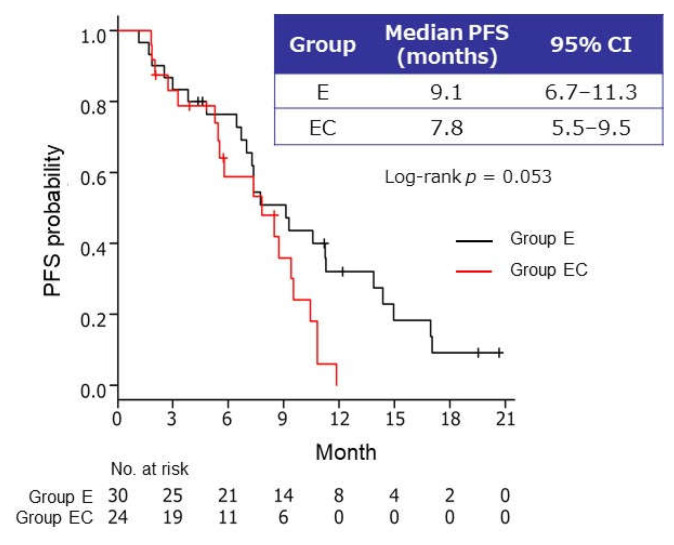 Group Median PFS (months) 95% CI
E 9.1 6.7–11.3
EC 7.8 5.5–9.5
Log-rank p = 0.053
Group E
Group EC
PFS probability
1.0
0.8
0.6
0.4
0.2
0.0
0 3 6 9 12 15 18 21
Month
No. at risk
Group E 30 25 21 14 8 4 2 0
Group EC 24 19 11 6 0 0 0 0